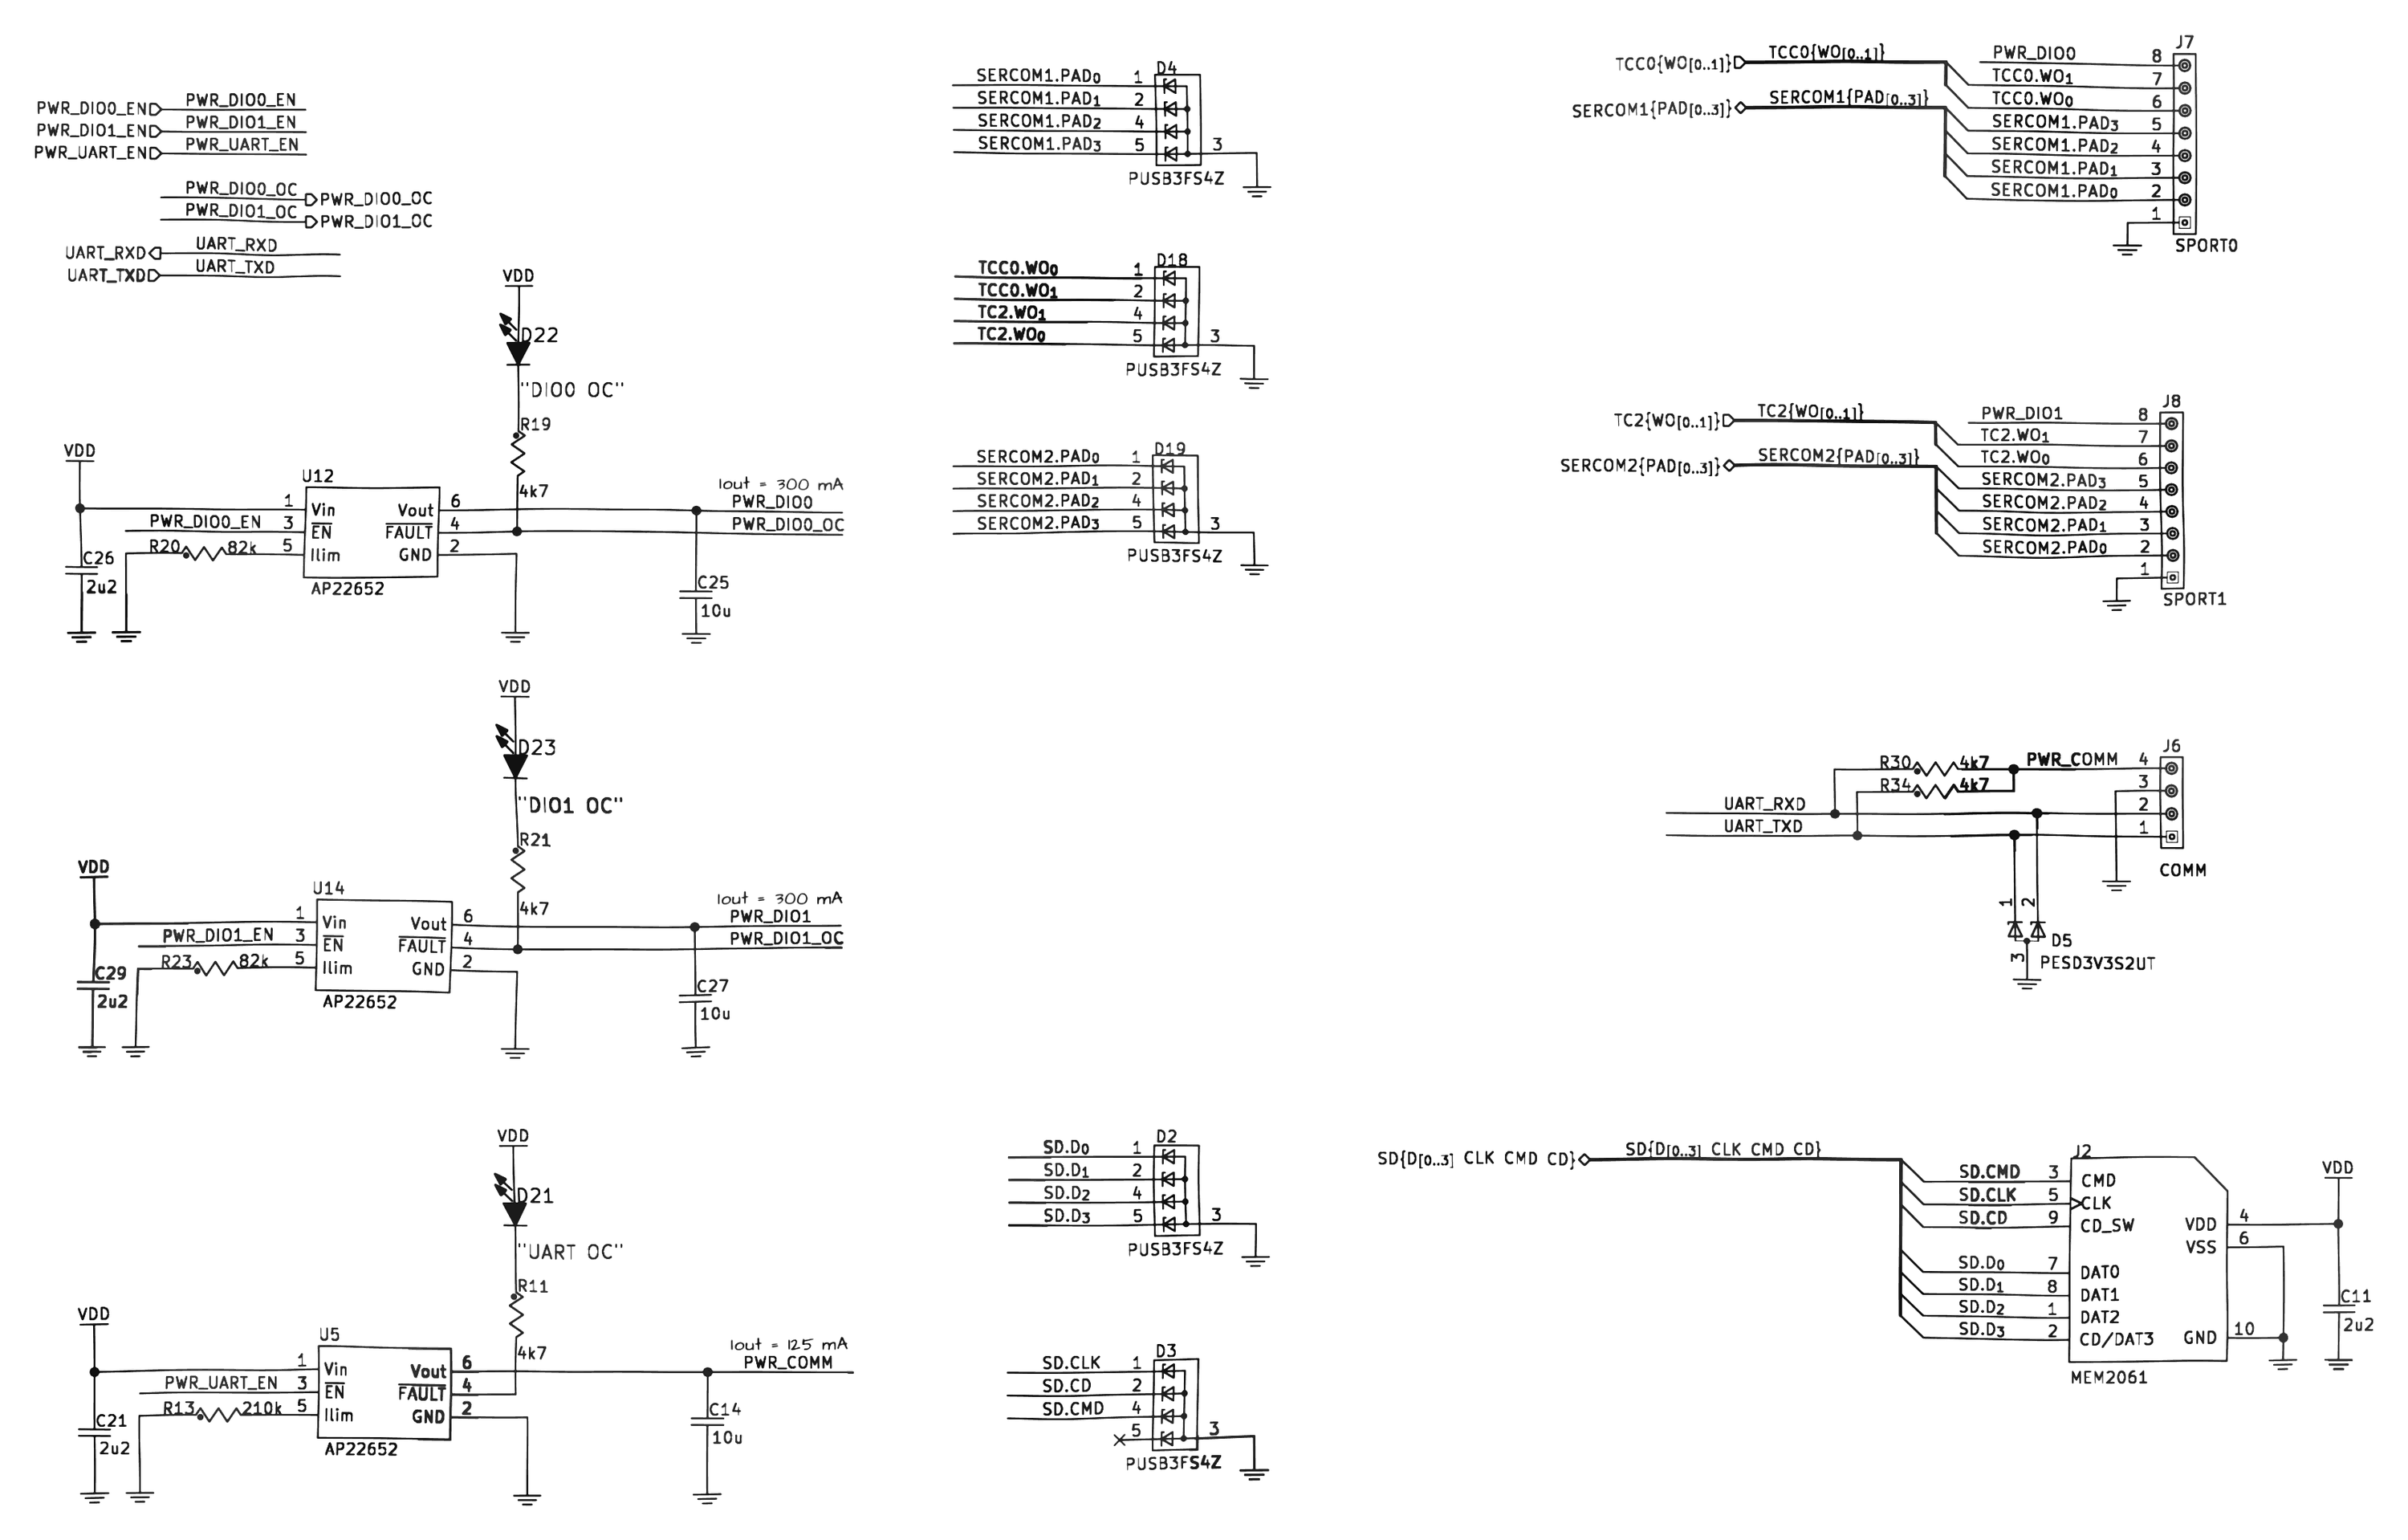 PWR_DIO0_EN PWR_DIO0_EN
PWR_DIO1_EN PWR_DIO1_EN
PWR_UART_EN PWR_UART_EN
PWR_DIO0_OC PWR_DIO0_OC
PWR_DIO1_OC PWR_DIO1_OC
UART_RXD UART_RXD
UART_TXD UART_TXD
VDD
D22
"DIO0 OC"
R19
4k7
VDD
U12
1 Vin Vout 6
PWR_DIO0_EN 3 EN FAULT 4
R20 82k 5 Ilim GND 2
AP22652
C26
2u2
Iout = 300 mA
PWR_DIO0
PWR_DIO0_OC
C25
10u
VDD
D23
"DIO1 OC"
R21
4k7
VDD
U14
1 Vin Vout 6
PWR_DIO1_EN 3 EN FAULT 4
R23 82k 5 Ilim GND 2
AP22652
C29
2u2
Iout = 300 mA
PWR_DIO1
PWR_DIO1_OC
C27
10u
VDD
D21
"UART OC"
R11
4k7
VDD
U5
1 Vin Vout 6
PWR_UART_EN 3 EN FAULT 4
R13 210k 5 Ilim GND 2
AP22652
C21
2u2
Iout = 125 mA
PWR_COMM
C14
10u
D4
SERCOM1.PAD0 1
SERCOM1.PAD1 2
SERCOM1.PAD2 4
SERCOM1.PAD3 5 3
PUSB3FS4Z
D18
TCC0.WO0 1
TCC0.WO1 2
TC2.WO1 4
TC2.WO0 5 3
PUSB3FS4Z
D19
SERCOM2.PAD0 1
SERCOM2.PAD1 2
SERCOM2.PAD2 4
SERCOM2.PAD3 5 3
PUSB3FS4Z
D2
SD.D0 1
SD.D1 2
SD.D2 4
SD.D3 5 3
PUSB3FS4Z
D3
SD.CLK 1
SD.CD 2
SD.CMD 4
5 3
PUSB3FS4Z
J7
TCC0{WO[0..1]} TCC0{WO[0..1]}
SERCOM1{PAD[0..3]} SERCOM1{PAD[0..3]}
PWR_DIO0 8
TCC0.WO1 7
TCC0.WO0 6
SERCOM1.PAD3 5
SERCOM1.PAD2 4
SERCOM1.PAD1 3
SERCOM1.PAD0 2
1
SPORT0
J8
TC2{WO[0..1]} TC2{WO[0..1]}
SERCOM2{PAD[0..3]} SERCOM2{PAD[0..3]}
PWR_DIO1 8
TC2.WO1 7
TC2.WO0 6
SERCOM2.PAD3 5
SERCOM2.PAD2 4
SERCOM2.PAD1 3
SERCOM2.PAD0 2
1
SPORT1
J6
R30 4k7 PWR_COMM 4
R34 4k7 3
UART_RXD 2
UART_TXD 1
COMM
1 2
D5
3 PESD3V3S2UT
SD{D[0..3] CLK CMD CD} SD{D[0..3] CLK CMD CD}
J2
SD.CMD 3 CMD
SD.CLK 5 CLK
SD.CD 9 CD_SW
SD.D0 7 DAT0
SD.D1 8 DAT1
SD.D2 1 DAT2
SD.D3 2 CD/DAT3
VDD 4
VSS 6
GND 10
MEM2061
VDD
C11
2u2